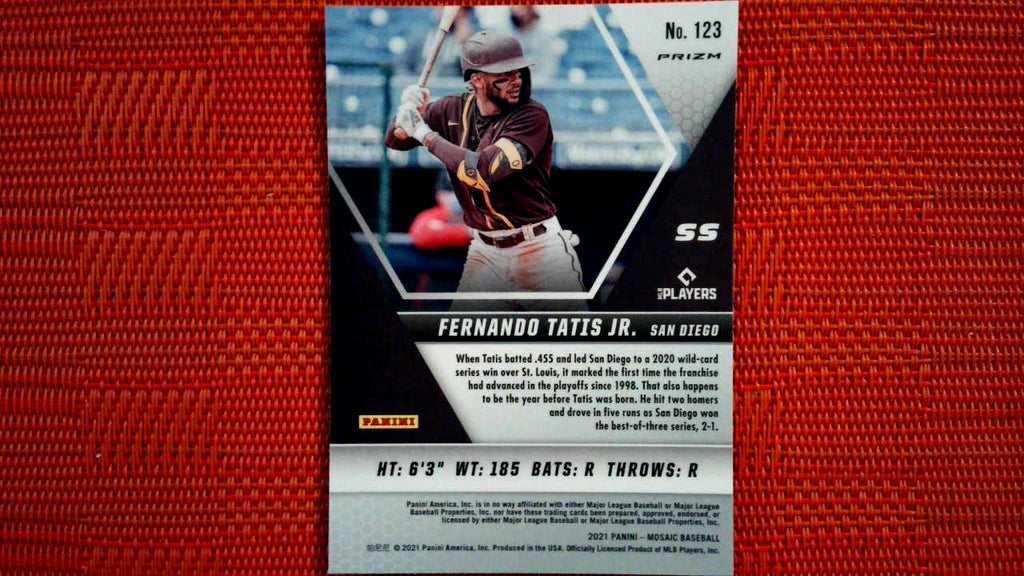 No. 123
PRIZM
SS
MLB PLAYERS
FERNANDO TATIS JR. SAN DIEGO
When Tatis batted .455 and led San Diego to a 2020 wild-card
series win over St. Louis, it marked the first time the franchise
had advanced in the playoffs since 1998. That also happens
to be the year before Tatis was born. He hit two homers
and drove in five runs as San Diego won
the best-of-three series, 2-1.
PANINI
HT: 6'3" WT: 185 BATS: R THROWS: R
Panini America, Inc. is in no way affiliated with either Major League Baseball or Major League
Baseball Properties, Inc. nor have these trading cards been prepared, approved, endorsed, or
licensed by either Major League Baseball or Major League Baseball Properties, Inc.
2021 PANINI – MOSAIC BASEBALL
© 2021 Panini America, Inc. Produced in the USA. Officially Licensed Product of MLB Players, Inc.